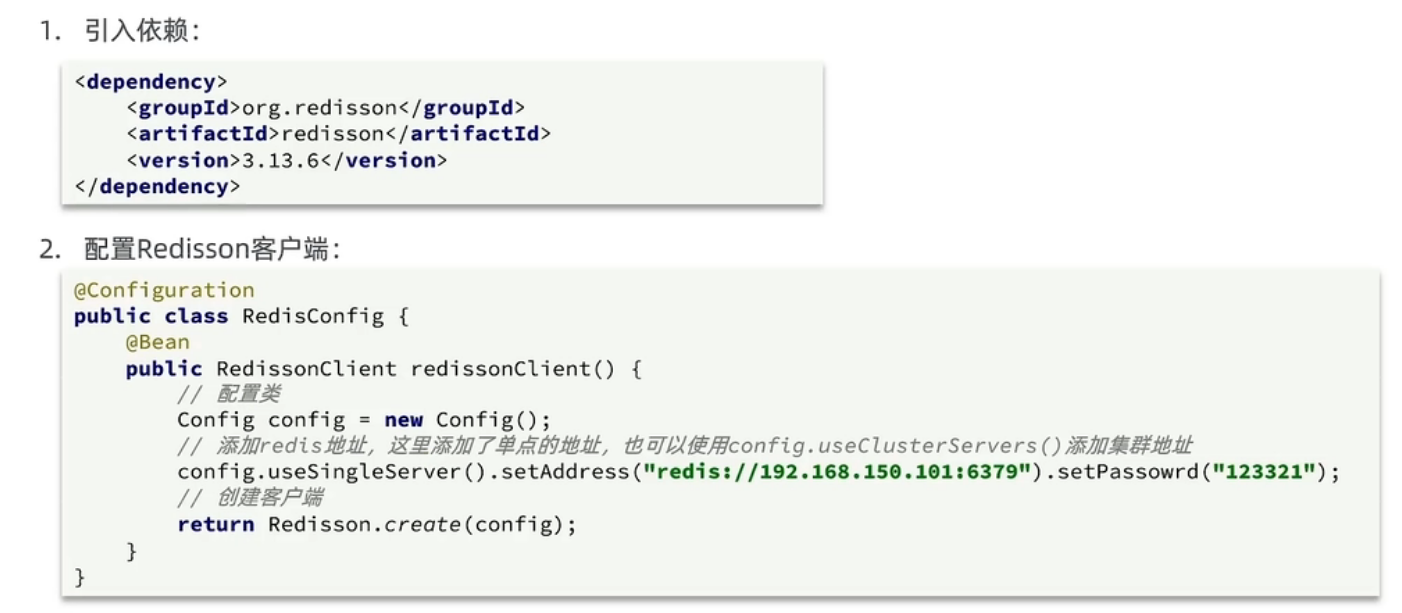 1. 引入依赖：
<dependency>
    <groupId>org.redisson</groupId>
    <artifactId>redisson</artifactId>
    <version>3.13.6</version>
</dependency>
2. 配置Redisson客户端：
@Configuration
public class RedisConfig {
    @Bean
    public RedissonClient redissonClient() {
        // 配置类
        Config config = new Config();
        // 添加redis地址，这里添加了单点的地址，也可以使用config.useClusterServers()添加集群地址
        config.useSingleServer().setAddress("redis://192.168.150.101:6379").setPassowrd("123321");
        // 创建客户端
        return Redisson.create(config);
    }
}